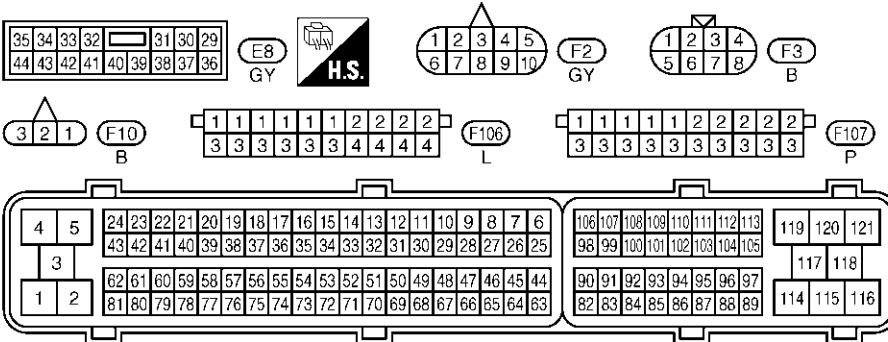 35 34 33 32 31 30 29
44 43 42 41 40 39 38 37 36
E8
GY
H.S.
1 2 3 4 5
6 7 8 9 10
F2
GY
1 2 3 4
5 6 7 8
F3
B
3 2 1
F10
B
1 1 1 1 1 1 2 2 2 2
3 3 3 3 3 3 4 4 4 4
F106
L
1 1 1 1 1 2 2 2 2 2
3 3 3 3 3 3 3 3 3 3
F107
P
4 5
3
1 2
24 23 22 21 20 19 18 17 16 15 14 13 12 11 10 9 8 7 6
43 42 41 40 39 38 37 36 35 34 33 32 31 30 29 28 27 26 25
62 61 60 59 58 57 56 55 54 53 52 51 50 49 48 47 46 45 44
81 80 79 78 77 76 75 74 73 72 71 70 69 68 67 66 65 64 63
106 107 108 109 110 111 112 113
98 99 100 101 102 103 104 105
90 91 92 93 94 95 96 97
82 83 84 85 86 87 88 89
119 120 121
117 118
114 115 116